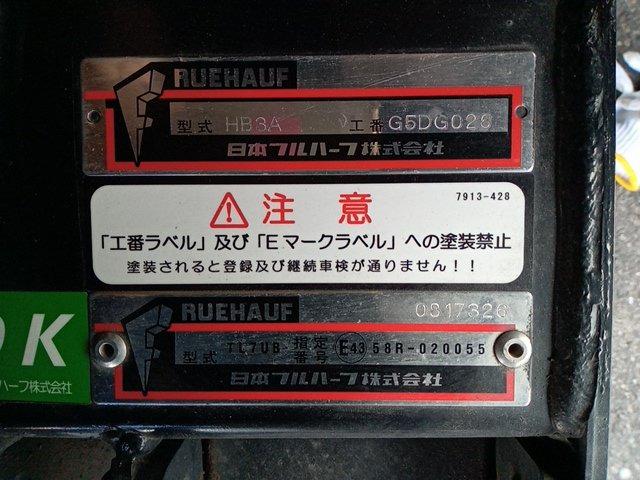 RUEHAUF
型式 HB3A 工番 G5DG028
日本フルハーフ株式会社
7913-428
注意
「工番ラベル」及び「Eマークラベル」への塗装禁止
塗装されると登録及び継続車検が通りません!!
RUEHAUF 0317326
型式 TL7UB 指定番号 E43 58R-020055
日本フルハーフ株式会社
OK
ハーフ株式会社